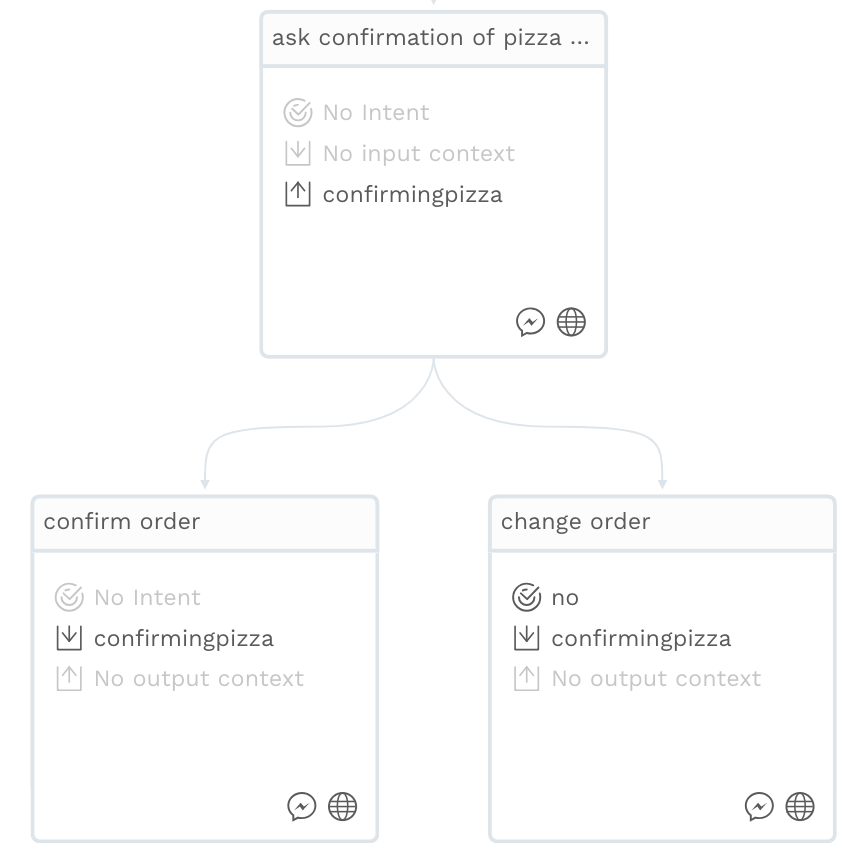 ask confirmation of pizza ...
No Intent
No input context
confirmingpizza
confirm order
No Intent
confirmingpizza
No output context
change order
no
confirmingpizza
No output context